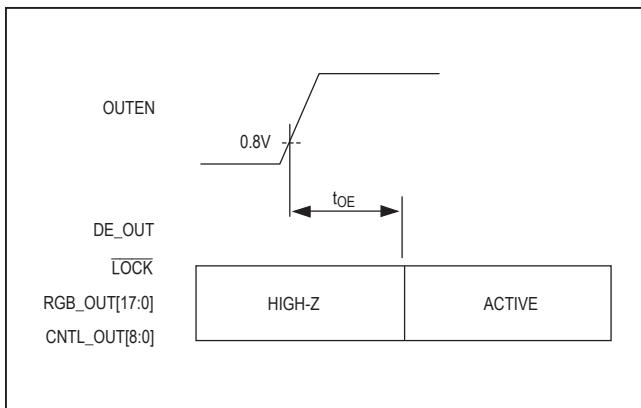 OUTEN
0.8V
tOE
DE_OUT
LOCK
RGB_OUT[17:0]
HIGH-Z
ACTIVE
CNTL_OUT[8:0]